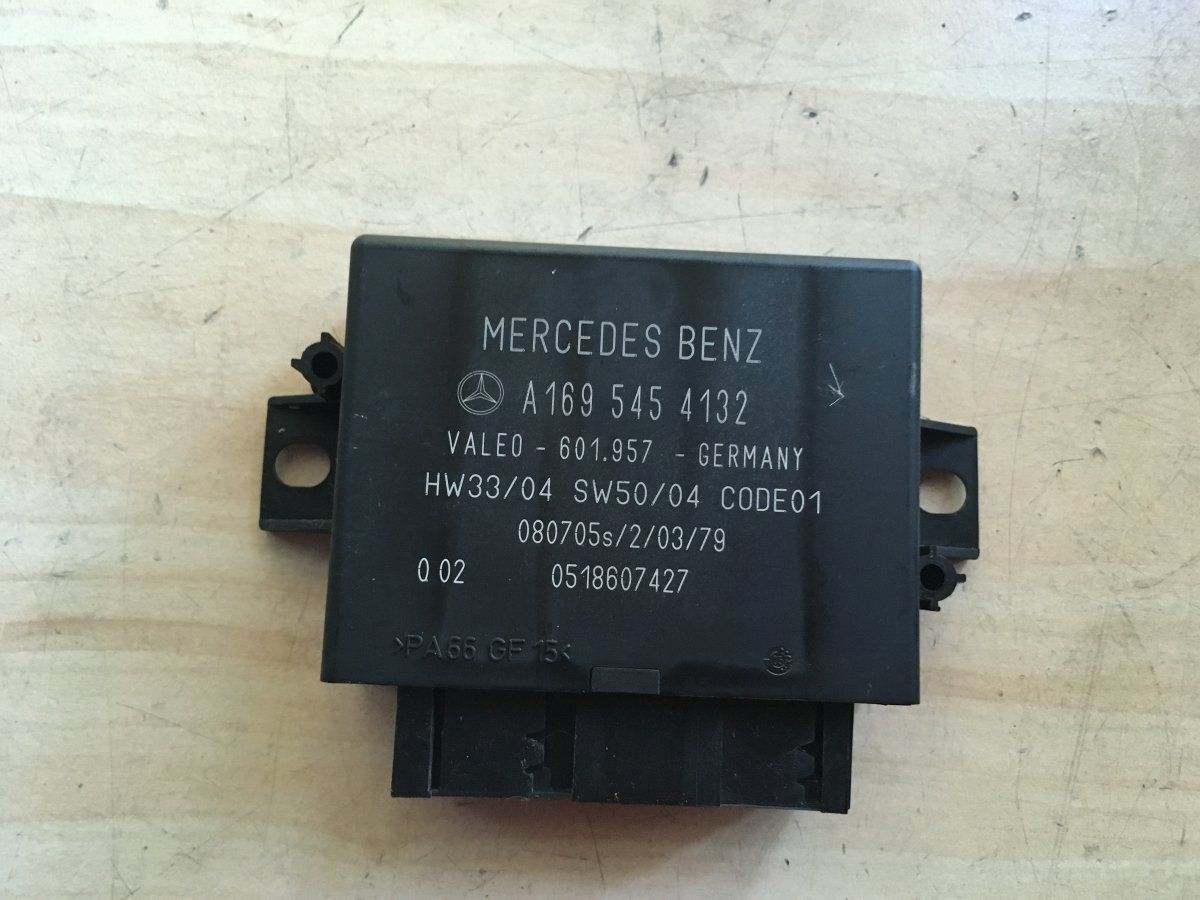 MERCEDES BENZ
A169 545 4132
VALEO - 601.957 - GERMANY
HW33/04 SW50/04 CODE01
080705s/2/03/79
Q 02 0518607427
>PA66 GF 15<